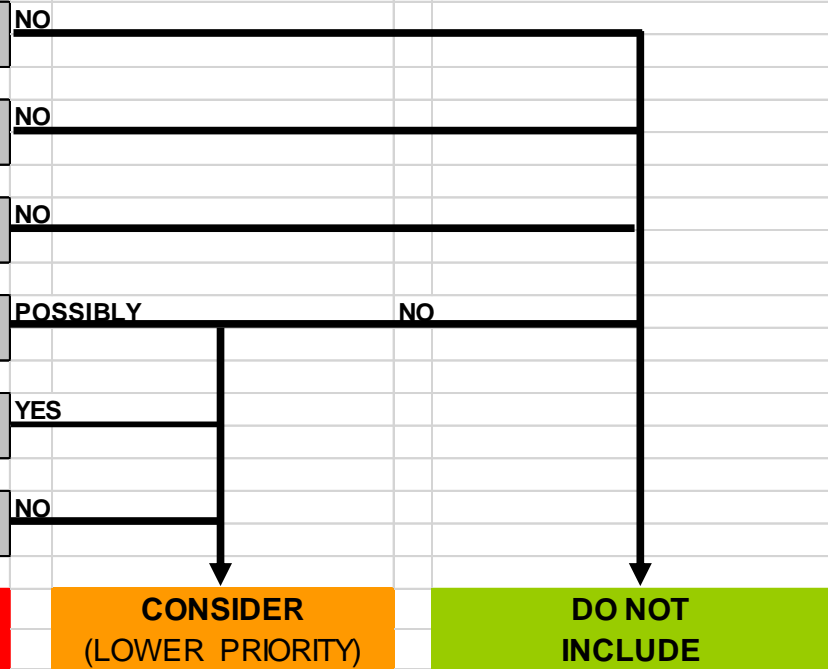 NO
NO
NO
POSSIBLY NO
YES
NO
CONSIDER
(LOWER PRIORITY)
DO NOT
INCLUDE